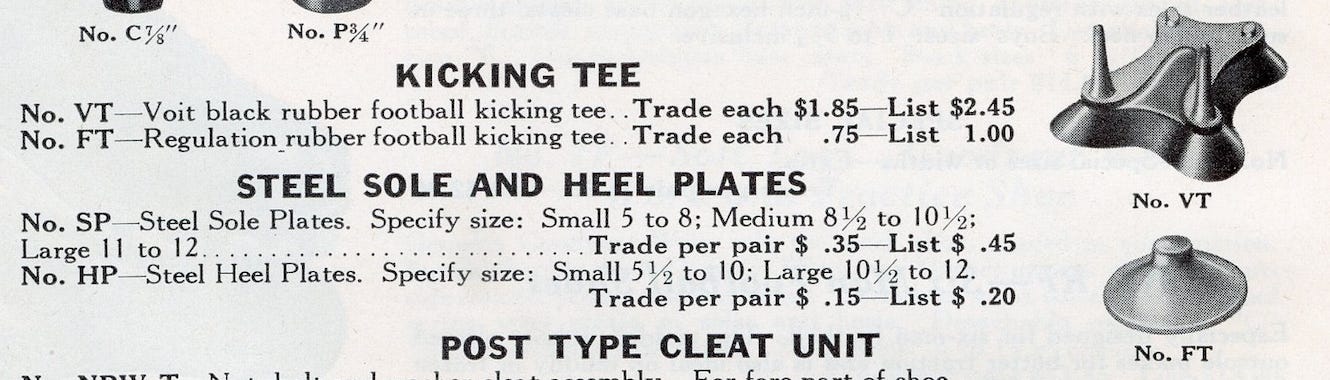 No. C⅞″
No. P¾″
KICKING TEE
No. VT—Voit black rubber football kicking tee. .Trade each $1.85—List $2.45
No. FT—Regulation rubber football kicking tee. . Trade each .75—List 1.00
STEEL SOLE AND HEEL PLATES
No. SP—Steel Sole Plates. Specify size: Small 5 to 8; Medium 8½ to 10½;
Large 11 to 12. . . . . . . . . . . . . . . . . . . . . . . . . . . . . . .Trade per pair $ .35—List $ .45
No. HP—Steel Heel Plates. Specify size: Small 5½ to 10; Large 10½ to 12.
Trade per pair $ .15—List $ .20
No. VT
No. FT
POST TYPE CLEAT UNIT